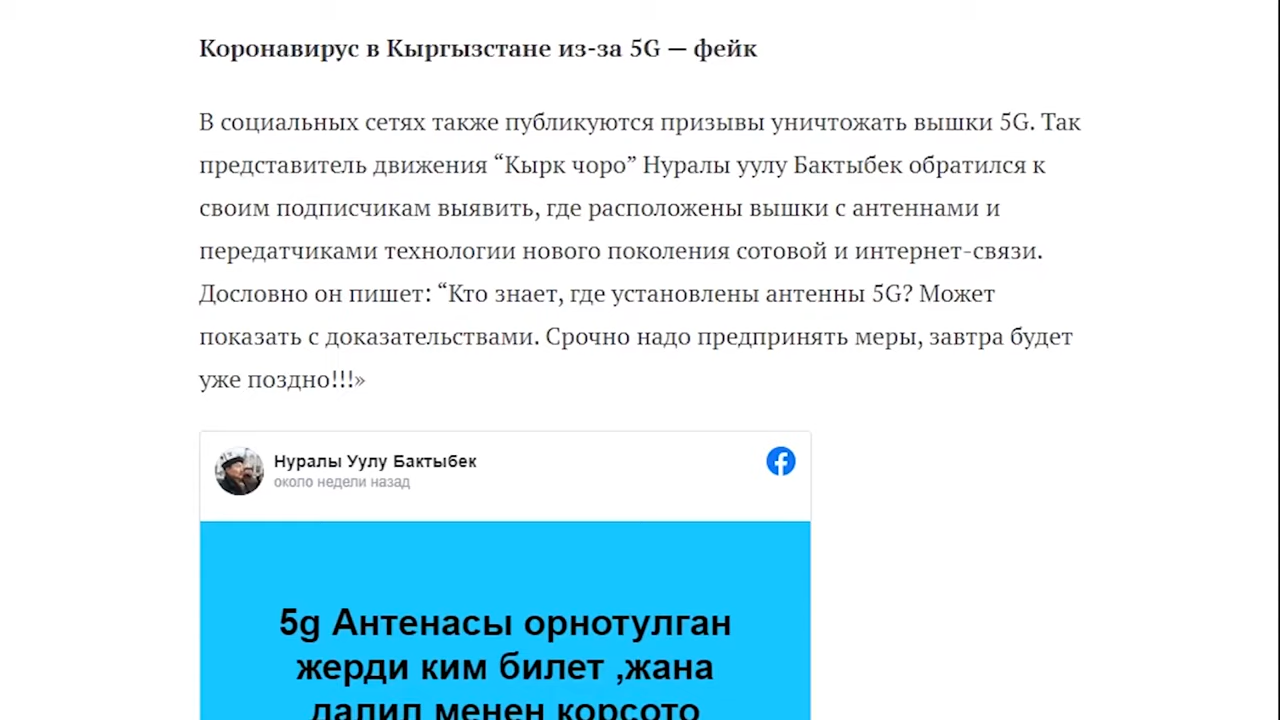 Коронавирус в Кыргызстане из-за 5G — фейк
В социальных сетях также публикуются призывы уничтожать вышки 5G. Так
представитель движения “Кырк чоро” Нуралы уулу Бактыбек обратился к
своим подписчикам выявить, где расположены вышки с антеннами и
передатчиками технологии нового поколения сотовой и интернет-связи.
Дословно он пишет: “Кто знает, где установлены антенны 5G? Может
показать с доказательствами. Срочно надо предпринять меры, завтра будет
уже поздно!!!»
Нуралы Уулу Бактыбек
около недели назад
5g Антенасы орнотулган
жерди ким билет ,жана
далил менен корсото